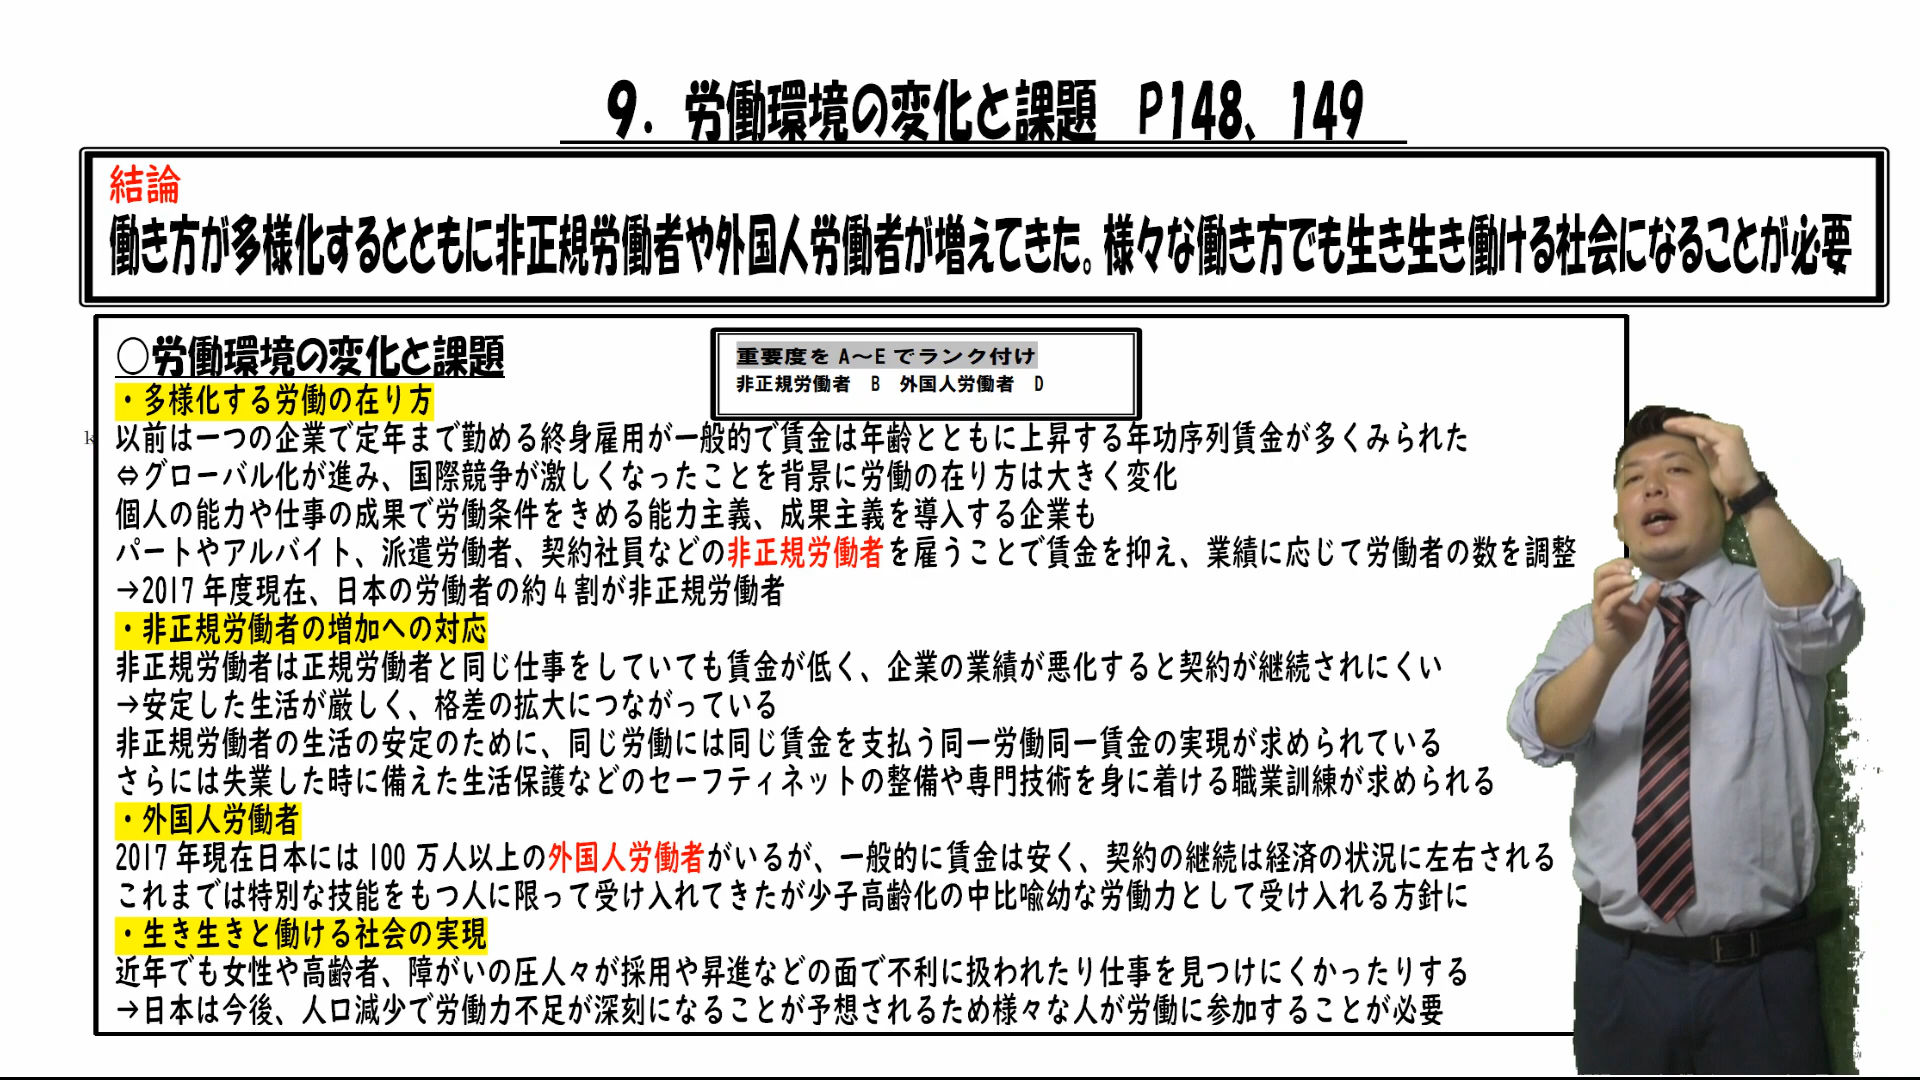 9．労働環境の変化と課題　P148、149
結論
働き方が多様化するとともに非正規労働者や外国人労働者が増えてきた。様々な働き方でも生き生き働ける社会になることが必要
○労働環境の変化と課題
重要度を A～E でランク付け
非正規労働者　B　外国人労働者　D
・多様化する労働の在り方
k
以前は一つの企業で定年まで勤める終身雇用が一般的で賃金は年齢とともに上昇する年功序列賃金が多くみられた
⇔グローバル化が進み、国際競争が激しくなったことを背景に労働の在り方は大きく変化
個人の能力や仕事の成果で労働条件をきめる能力主義、成果主義を導入する企業も
パートやアルバイト、派遣労働者、契約社員などの非正規労働者を雇うことで賃金を抑え、業績に応じて労働者の数を調整
→2017 年度現在、日本の労働者の約 4 割が非正規労働者
・非正規労働者の増加への対応
非正規労働者は正規労働者と同じ仕事をしていても賃金が低く、企業の業績が悪化すると契約が継続されにくい
→安定した生活が厳しく、格差の拡大につながっている
非正規労働者の生活の安定のために、同じ労働には同じ賃金を支払う同一労働同一賃金の実現が求められている
さらには失業した時に備えた生活保護などのセーフティネットの整備や専門技術を身に着ける職業訓練が求められる
・外国人労働者
2017 年現在日本には 100 万人以上の外国人労働者がいるが、一般的に賃金は安く、契約の継続は経済の状況に左右される
これまでは特別な技能をもつ人に限って受け入れてきたが少子高齢化の中比喩幼な労働力として受け入れる方針に
・生き生きと働ける社会の実現
近年でも女性や高齢者、障がいの圧人々が採用や昇進などの面で不利に扱われたり仕事を見つけにくかったりする
→日本は今後、人口減少で労働力不足が深刻になることが予想されるため様々な人が労働に参加することが必要